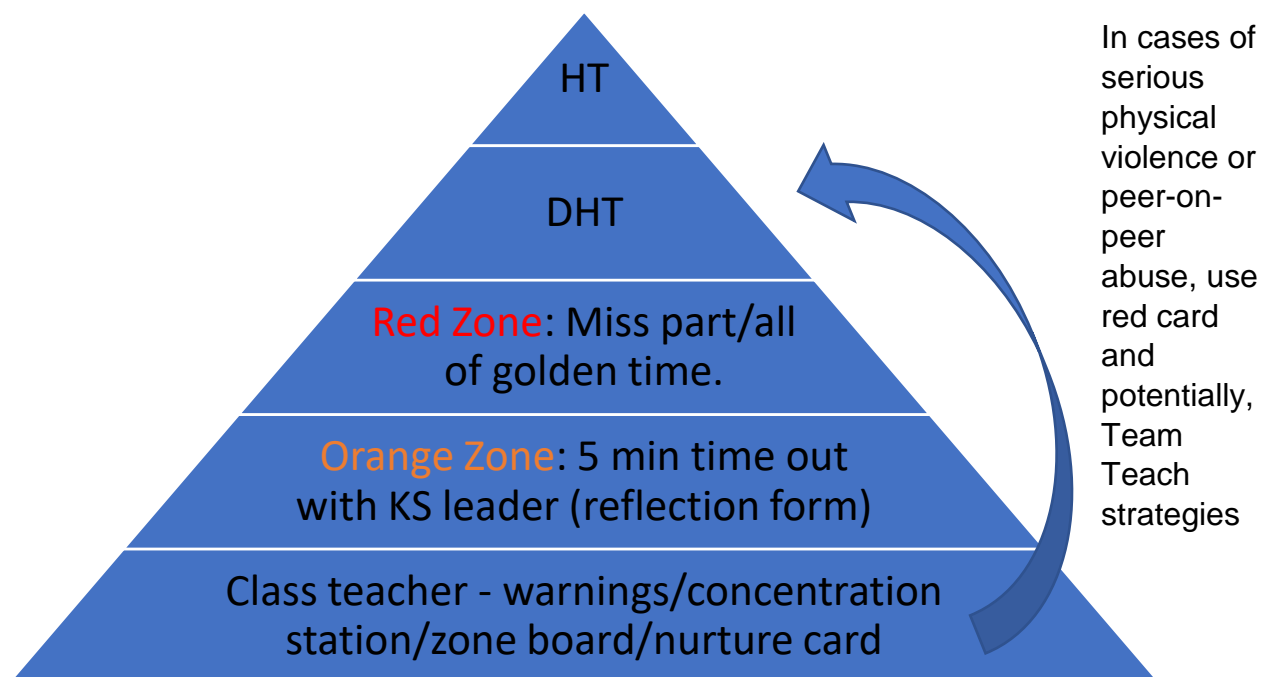 HT
DHT
Red Zone: Miss part/all
of golden time.
Orange Zone: 5 min time out
with KS leader (reflection form)
Class teacher - warnings/concentration
station/zone board/nurture card
In cases of
serious
physical
violence or
peer-on-
peer
abuse, use
red card
and
potentially,
Team
Teach
strategies